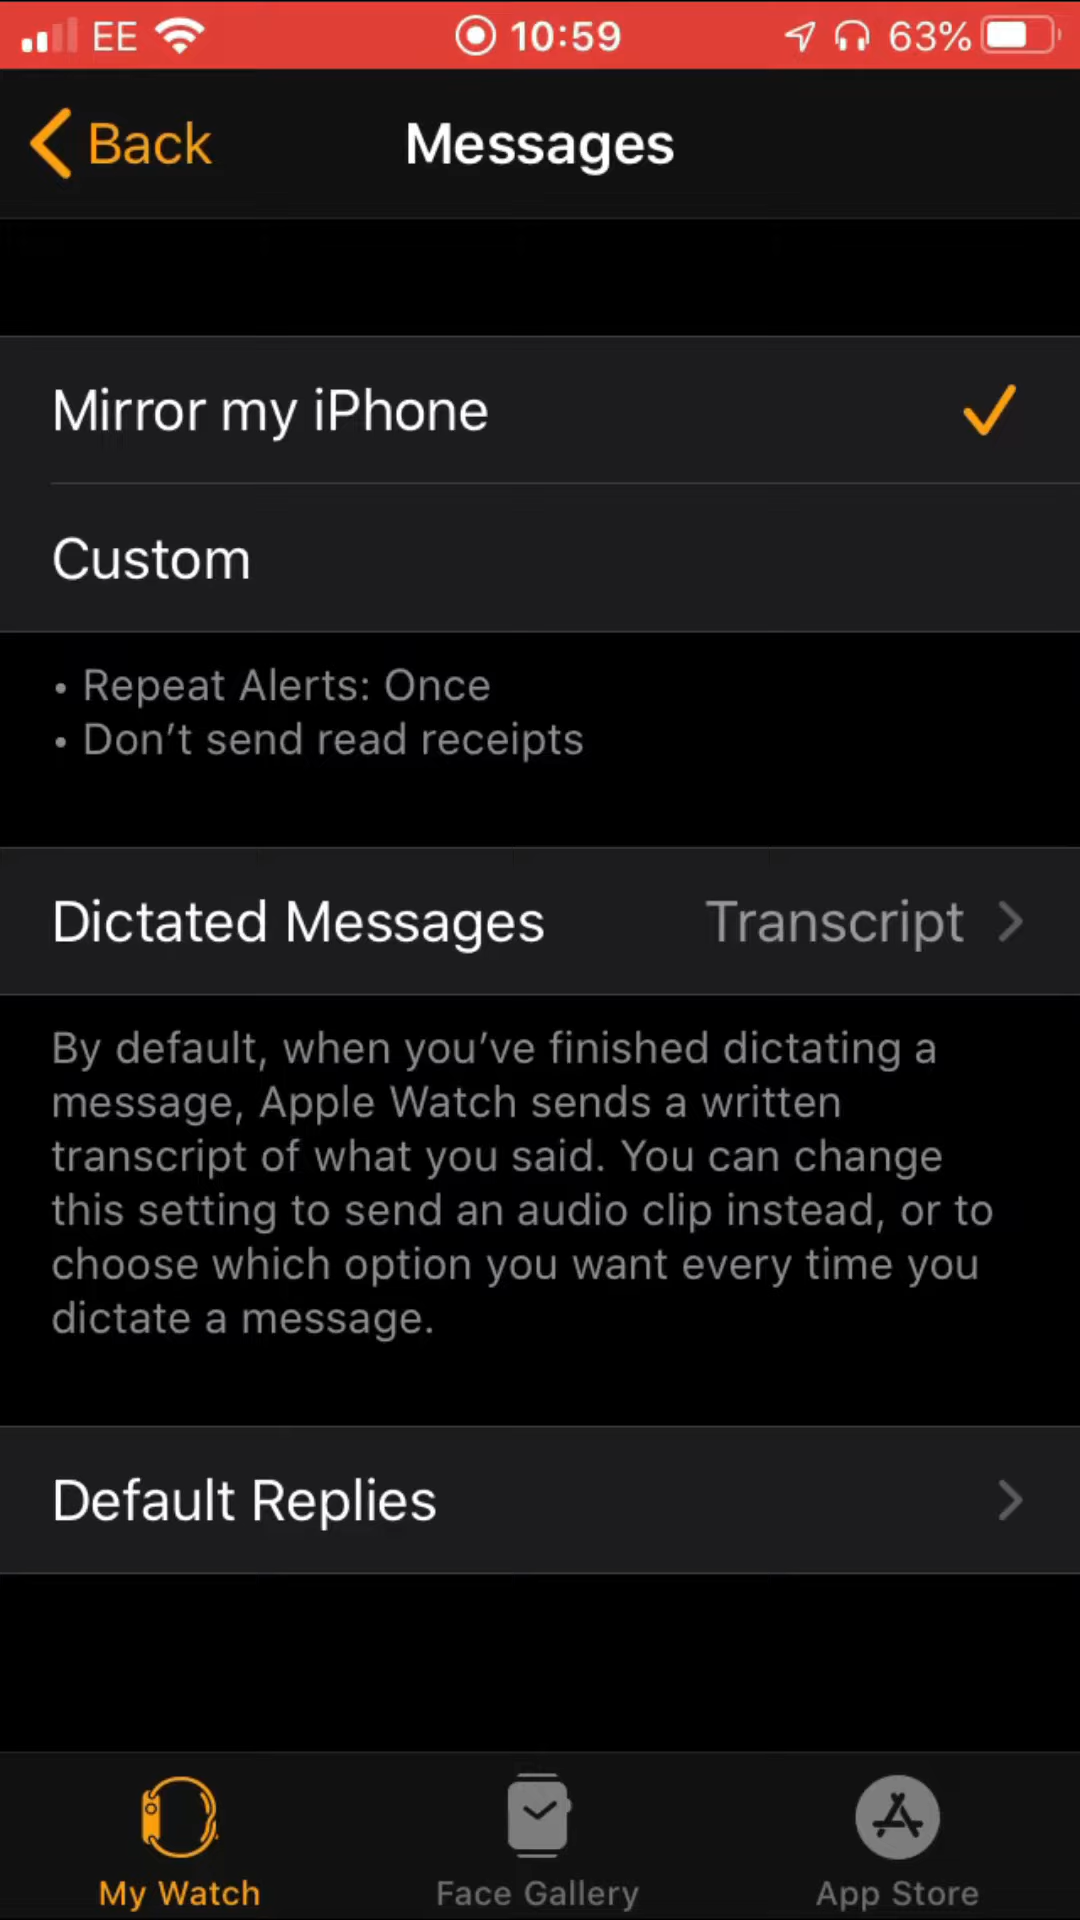 EE 10:59 63%
Back Messages
Mirror my iPhone
Custom
• Repeat Alerts: Once
• Don’t send read receipts
Dictated Messages Transcript
By default, when you’ve finished dictating a
message, Apple Watch sends a written
transcript of what you said. You can change
this setting to send an audio clip instead, or to
choose which option you want every time you
dictate a message.
Default Replies
My Watch Face Gallery App Store